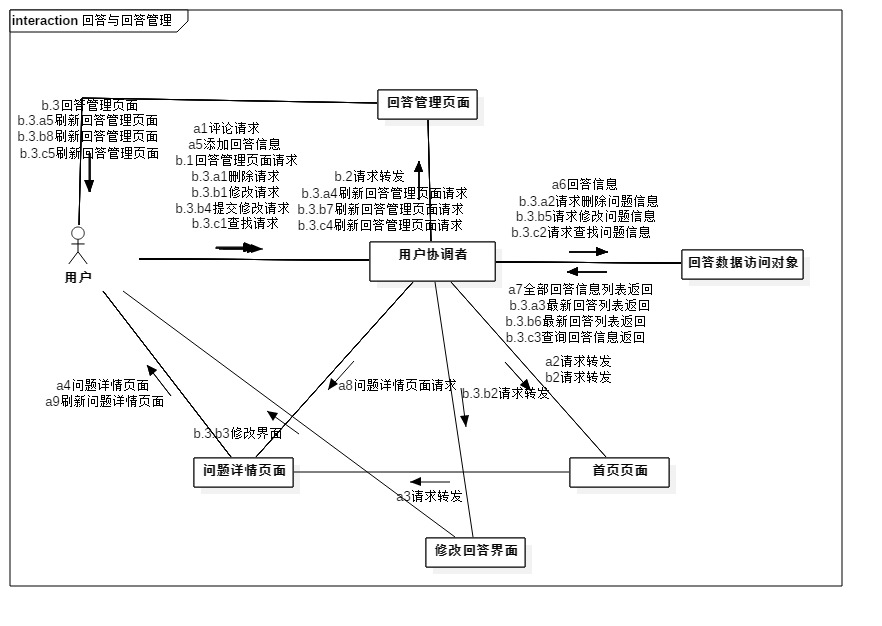 interaction 回答与回答管理
回答管理页面
b.3回答管理页面
b.3.a5刷新回答管理页面
b.3.b8刷新回答管理页面
b.3.c5刷新回答管理页面
a1评论请求
a5添加回答信息
b.1回答管理页面请求
b.3.a1删除请求
b.3.b1修改请求
b.3.b4提交修改请求
b.3.c1查找请求
b.2请求转发
b.3.a4刷新回答管理页面请求
b.3.b7刷新回答管理页面请求
b.3.c4刷新回答管理页面请求
a6回答信息
b.3.a2请求删除问题信息
b.3.b5请求修改问题信息
b.3.c2请求查找问题信息
用户
用户协调者
回答数据访问对象
a7全部回答信息列表返回
b.3.a3最新回答列表返回
b.3.b6最新回答列表返回
b.3.c3查询回答信息返回
a2请求转发
b2请求转发
a4问题详情页面
a9刷新问题详情页面
a8问题详情页面请求
b.3.b2请求转发
b.3.b3修改界面
问题详情页面
首页页面
a3请求转发
修改回答界面